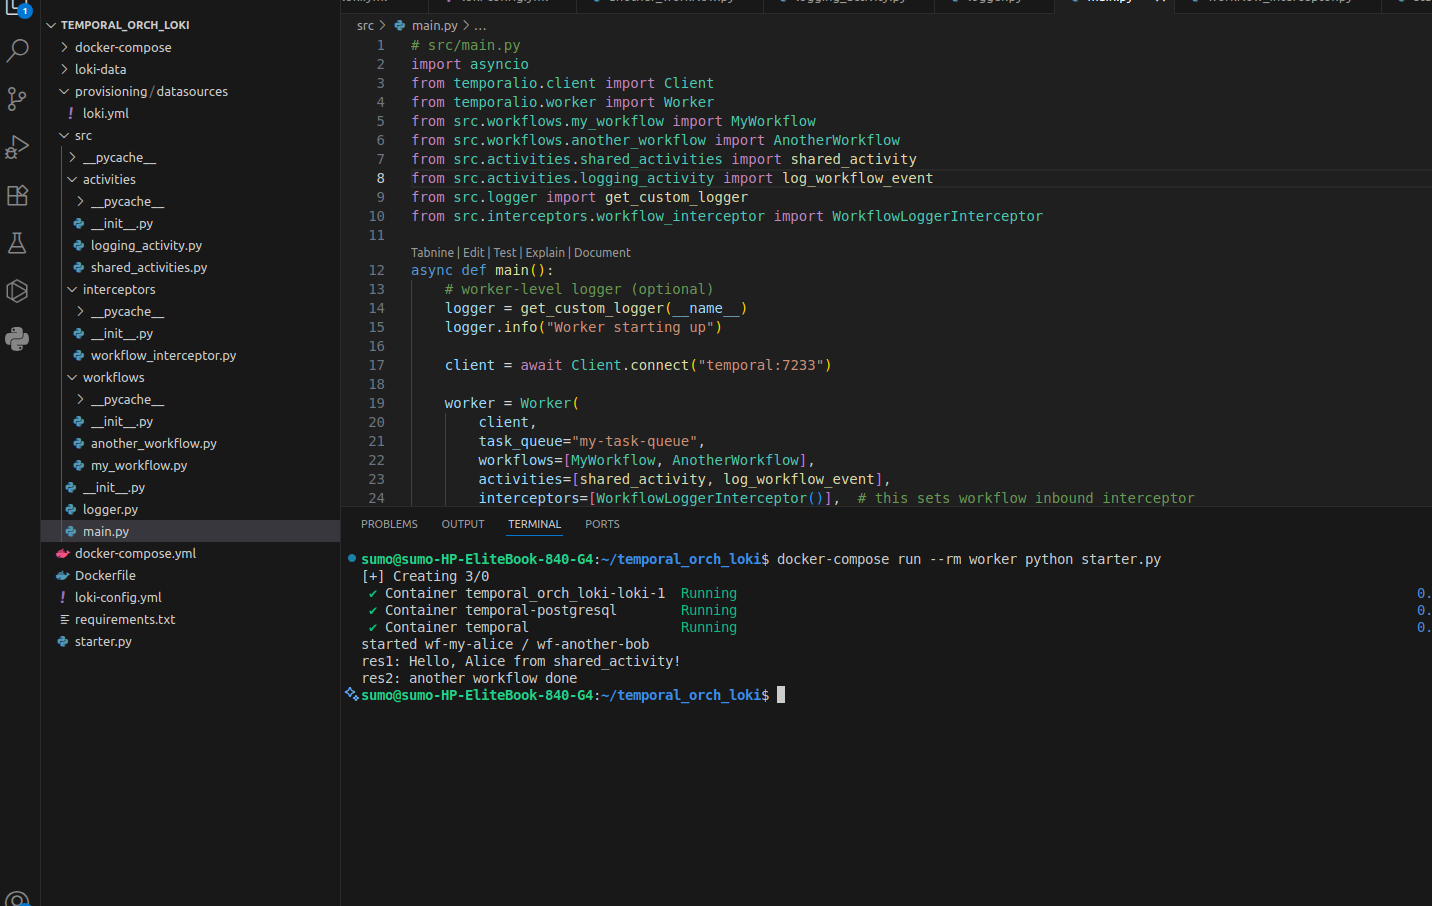 1
TEMPORAL_ORCH_LOKI
docker-compose
loki-data
provisioning / datasources
! loki.yml
src
__pycache__
activities
__pycache__
__init__.py
logging_activity.py
shared_activities.py
interceptors
__pycache__
__init__.py
workflow_interceptor.py
workflows
__pycache__
__init__.py
another_workflow.py
my_workflow.py
__init__.py
logger.py
main.py
docker-compose.yml
Dockerfile
! loki-config.yml
requirements.txt
starter.py
src > main.py > ...
1 # src/main.py
2 import asyncio
3 from temporalio.client import Client
4 from temporalio.worker import Worker
5 from src.workflows.my_workflow import MyWorkflow
6 from src.workflows.another_workflow import AnotherWorkflow
7 from src.activities.shared_activities import shared_activity
8 from src.activities.logging_activity import log_workflow_event
9 from src.logger import get_custom_logger
10 from src.interceptors.workflow_interceptor import WorkflowLoggerInterceptor
11
Tabnine | Edit | Test | Explain | Document
12 async def main():
13     # worker-level logger (optional)
14     logger = get_custom_logger(__name__)
15     logger.info("Worker starting up")
16
17     client = await Client.connect("temporal:7233")
18
19     worker = Worker(
20         client,
21         task_queue="my-task-queue",
22         workflows=[MyWorkflow, AnotherWorkflow],
23         activities=[shared_activity, log_workflow_event],
24         interceptors=[WorkflowLoggerInterceptor()],  # this sets workflow inbound interceptor
PROBLEMS OUTPUT TERMINAL PORTS
sumo@sumo-HP-EliteBook-840-G4:~/temporal_orch_loki$ docker-compose run --rm worker python starter.py
[+] Creating 3/0
✔ Container temporal_orch_loki-loki-1 Running 0.
✔ Container temporal-postgresql Running 0.
✔ Container temporal Running 0.
started wf-my-alice / wf-another-bob
res1: Hello, Alice from shared_activity!
res2: another workflow done
sumo@sumo-HP-EliteBook-840-G4:~/temporal_orch_loki$